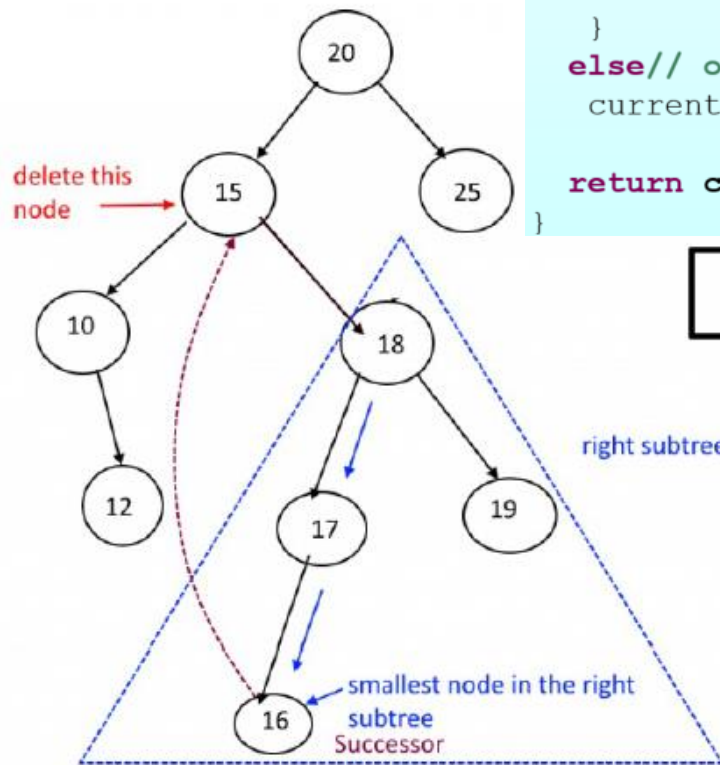 }
else// o
current
return c
}
20
delete this
node
15
25
10
18
right subtree
12
17
19
smallest node in the right
subtree
16
Successor